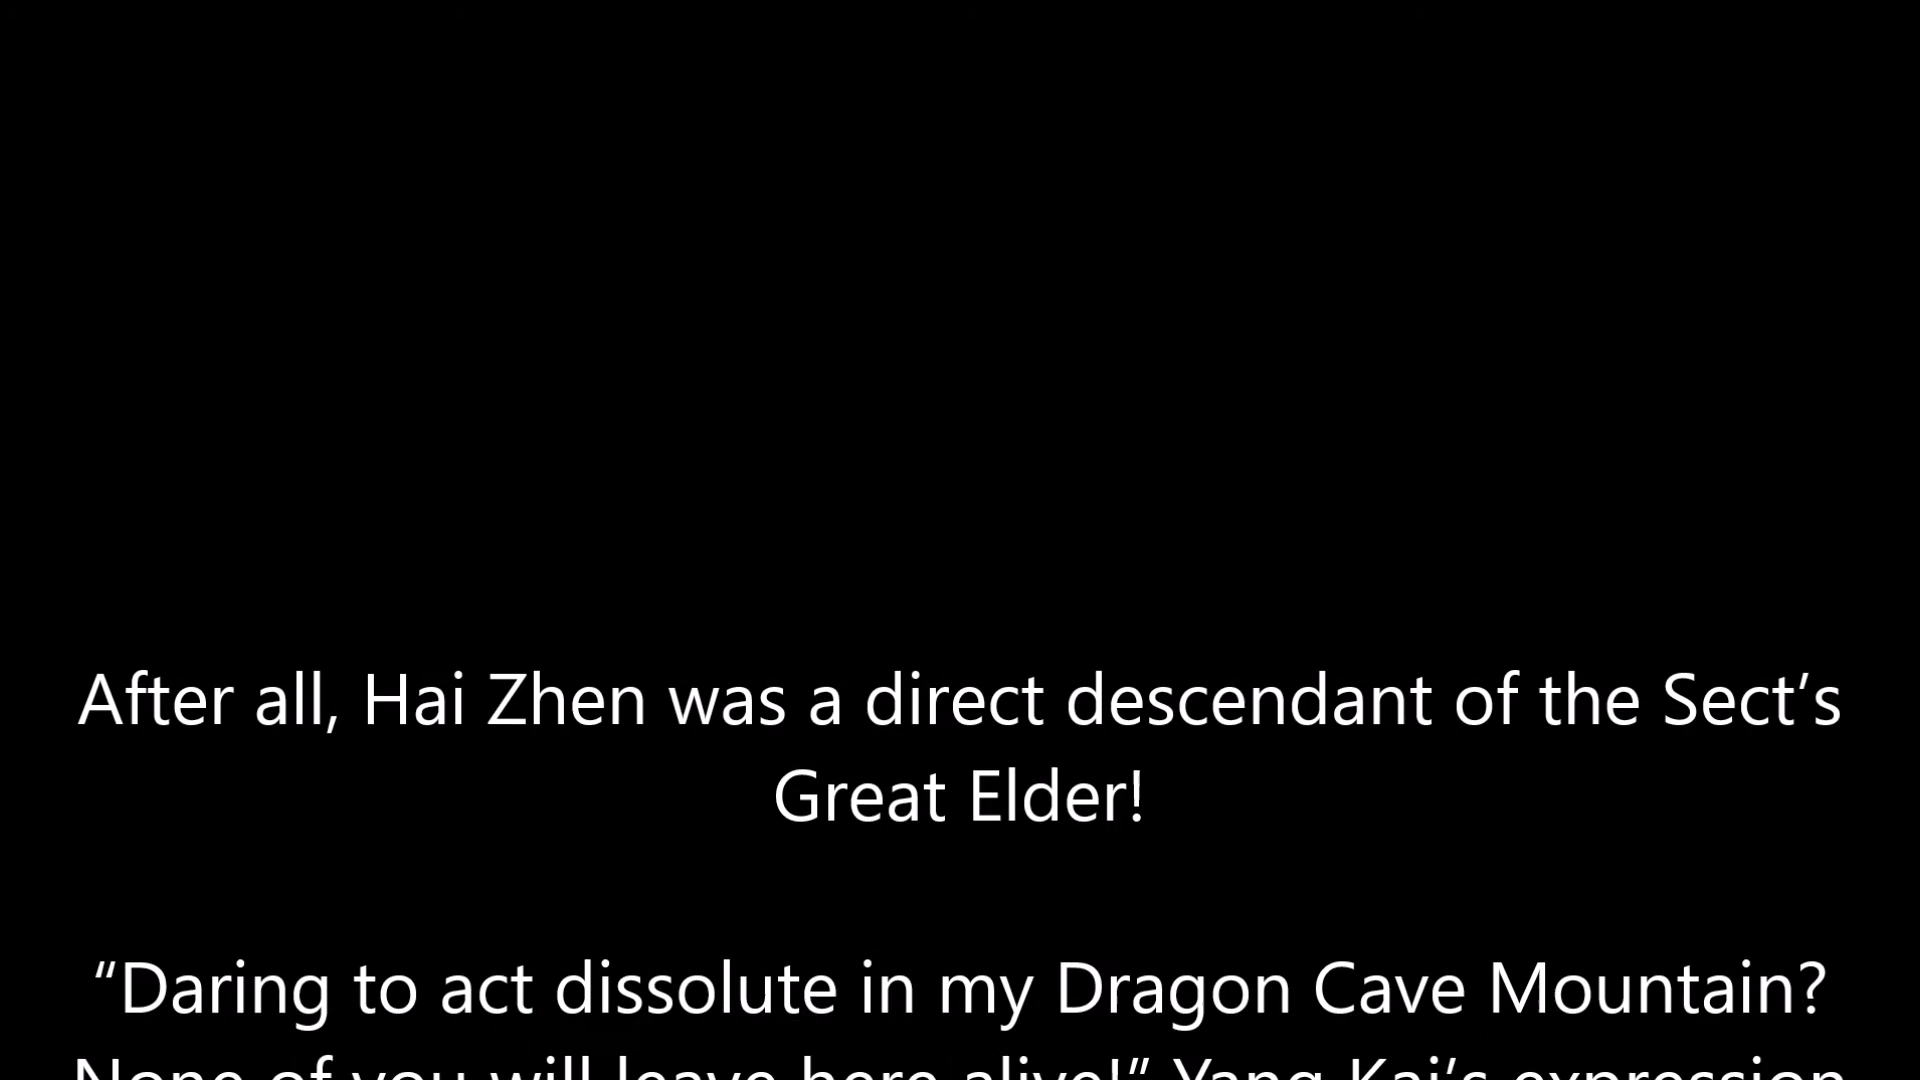 After all, Hai Zhen was a direct descendant of the Sect’s
Great Elder!
“Daring to act dissolute in my Dragon Cave Mountain?
None of you will leave here alive!” Yang Kai’s expression